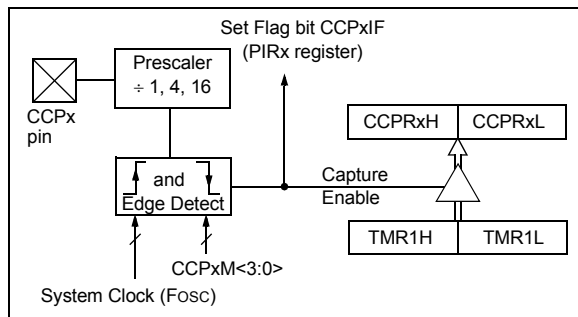 Set Flag bit CCPxIF
(PIRx register)
Prescaler
÷ 1, 4, 16
CCPx
pin
CCPRxH
CCPRxL
and
Edge Detect
Capture
Enable
TMR1H
TMR1L
CCPxM<3:0>
System Clock (FOSC)